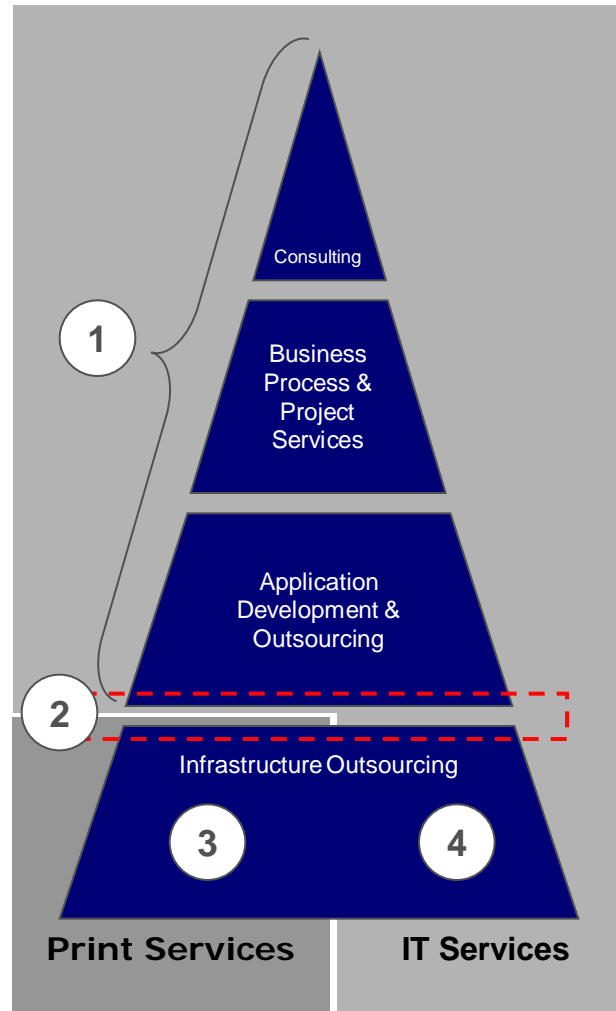 Consulting
1
Business
Process &
Project
Services
Application
Development &
Outsourcing
2
Infrastructure Outsourcing
3 4
Print Services IT Services